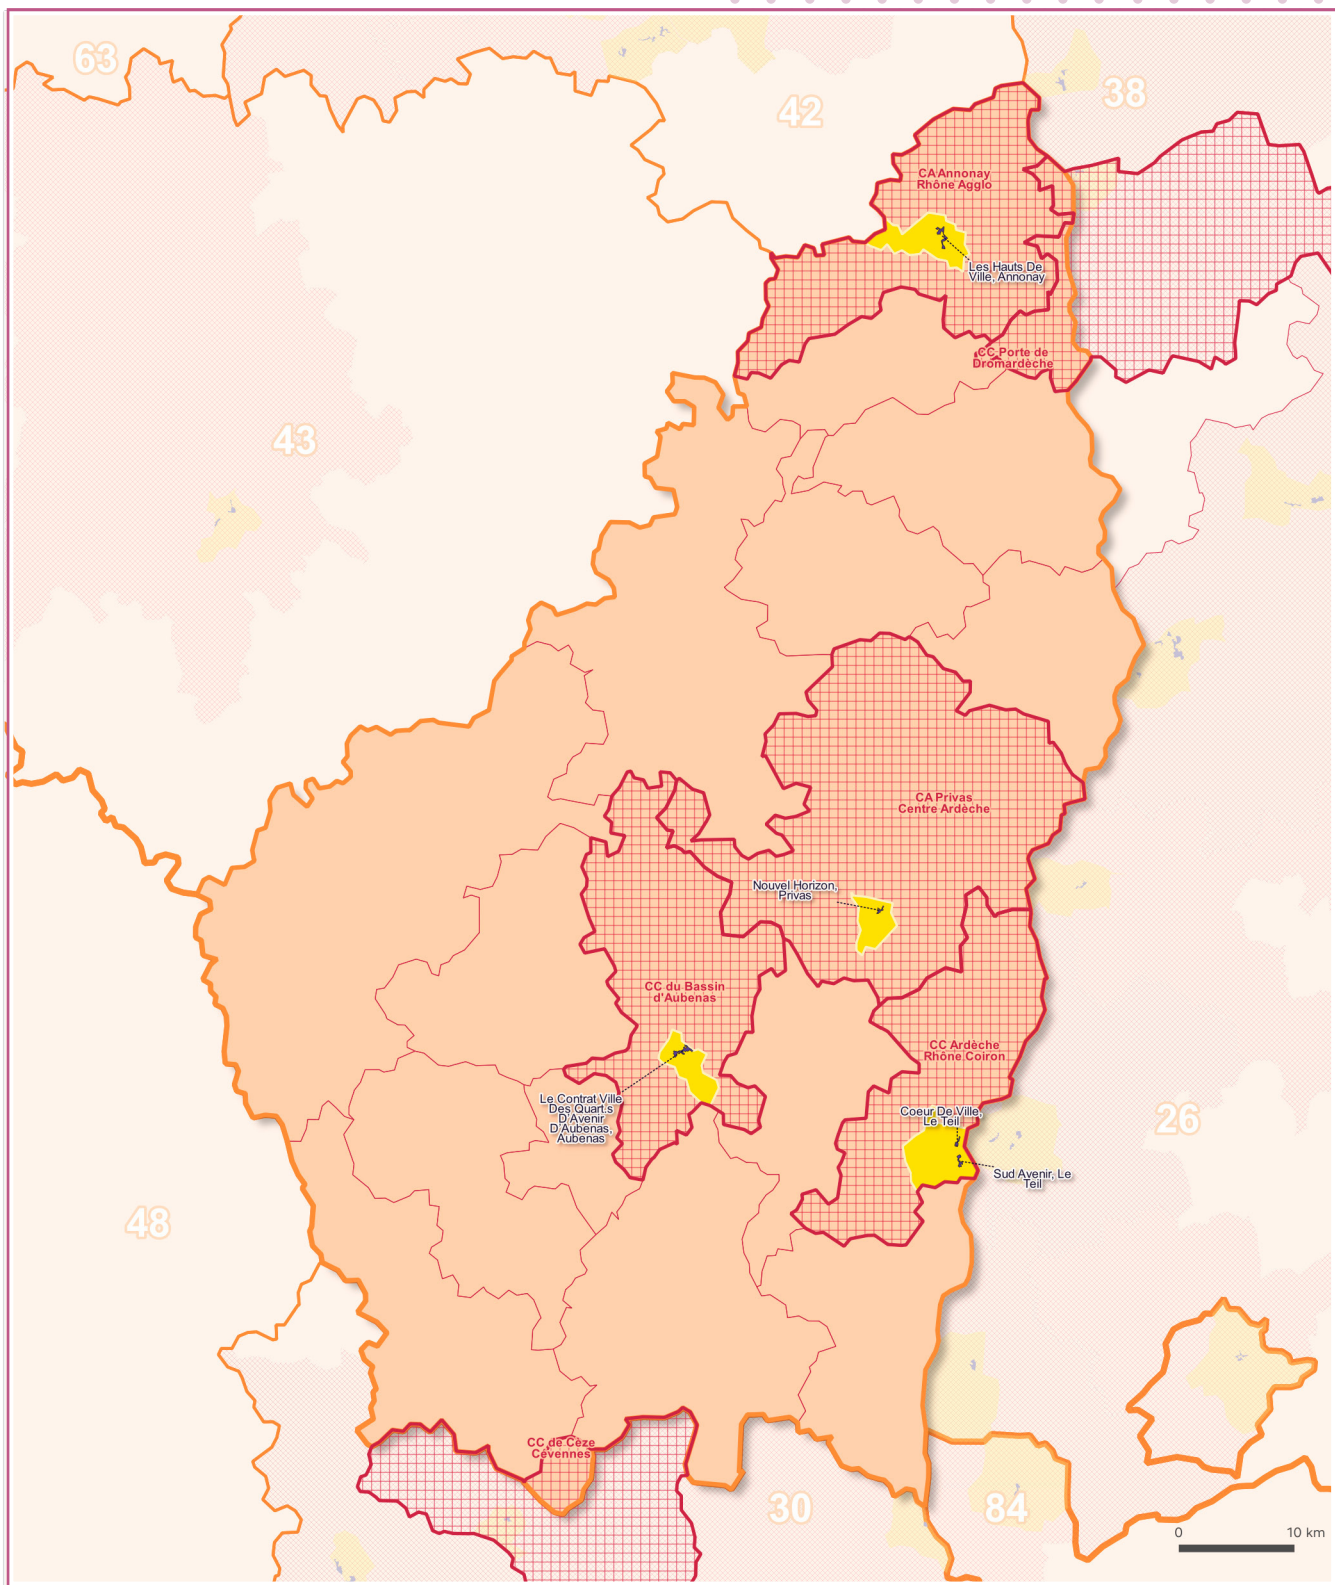 63
42
38
CA Annonay
Rhône Agglo
Les Hauts De
Ville, Annonay
CC Porte de
Dromardèche
43
CA Privas
Centre Ardèche
Nouvel Horizon,
Privas
CC du Bassin
d'Aubenas
CC Ardèche
Rhône Coiron
Le Contrat Ville
Des Quart.s
D'Avenir
D'Aubenas,
Aubenas
Coeur De Ville,
Le Teil
26
Sud Avenir, Le
Teil
48
CC de Cèze
Cévennes
30
84
0
10 km